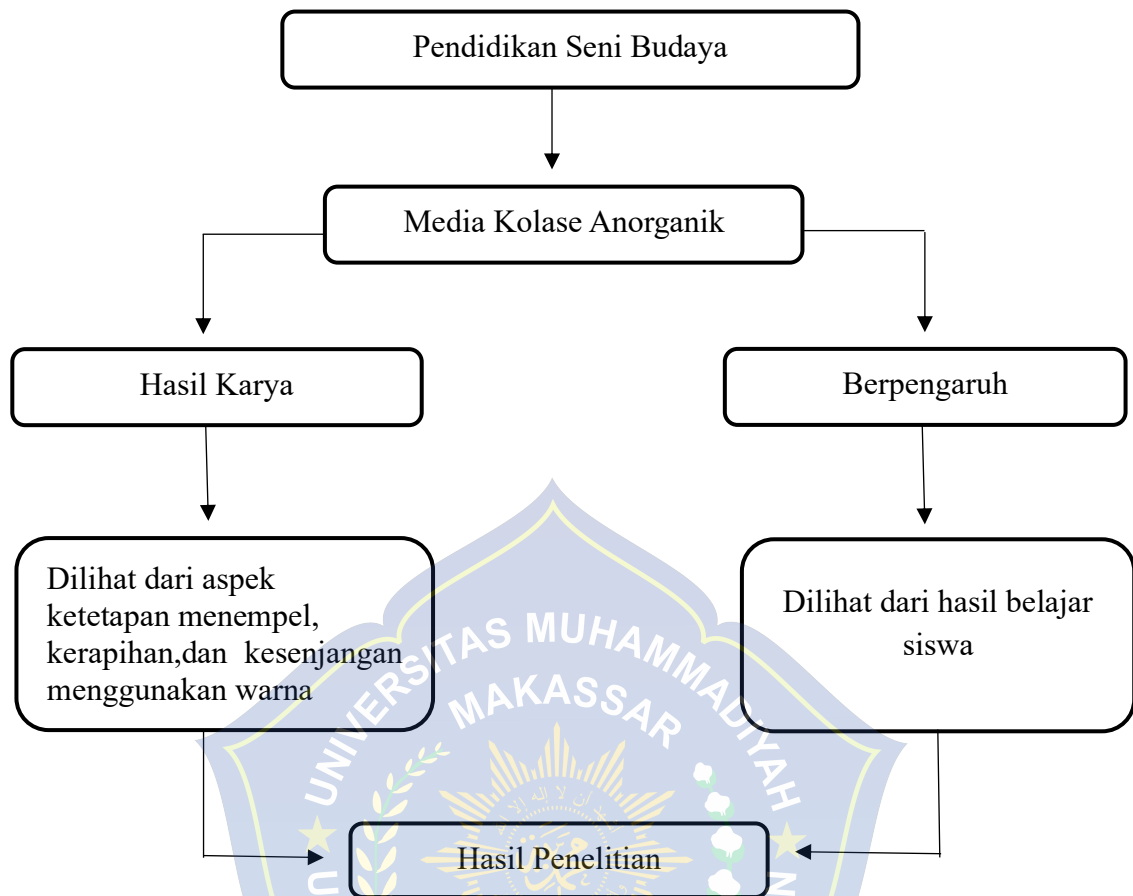 Pendidikan Seni Budaya
Media Kolase Anorganik
Hasil Karya
Berpengaruh
Dilihat dari aspek
ketetapan menempel,
kerapihan,dan kesenjangan
menggunakan warna
Dilihat dari hasil belajar
siswa
UNIVERSITAS MUHAMMADIYAH
MAKASSAR
Hasil Penelitian